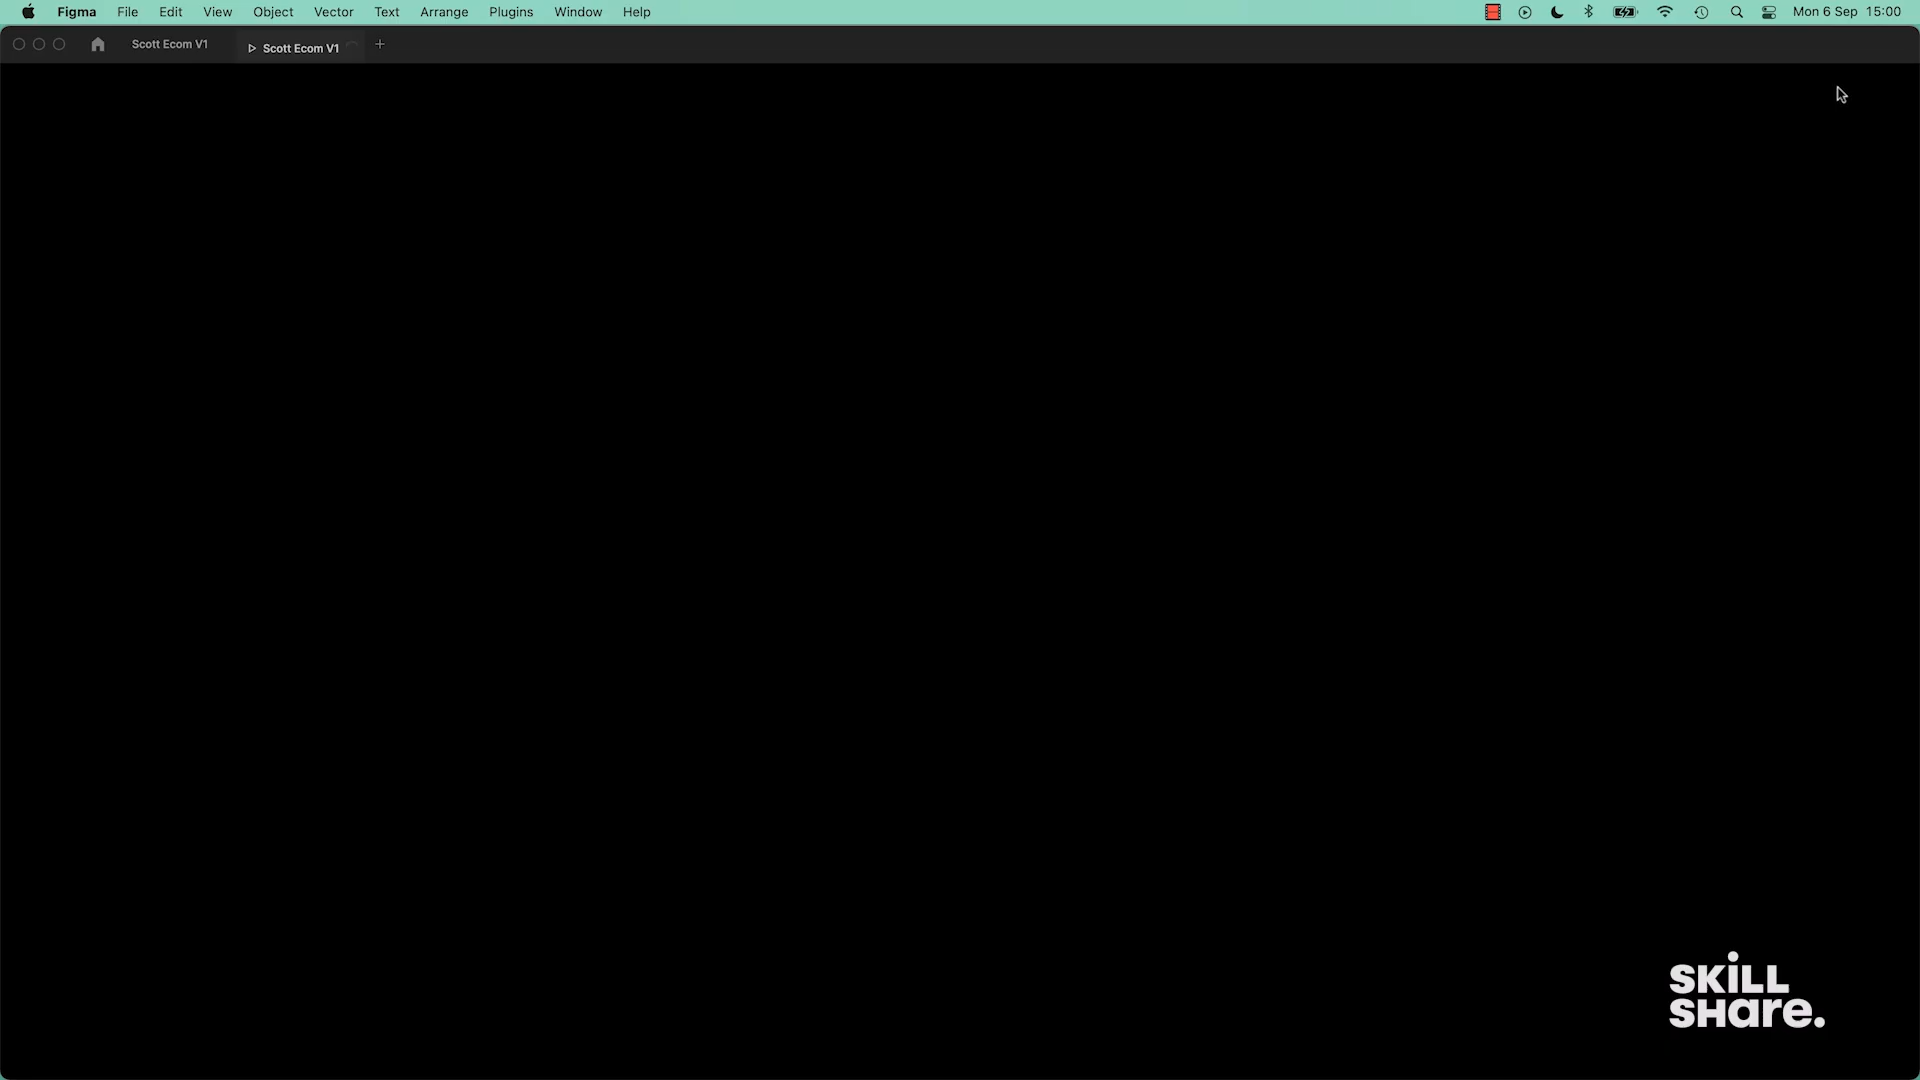 Figma File Edit View Object Vector Text Arrange Plugins Window Help Mon 6 Sep 15:00
Scott Ecom V1 Scott Ecom V1
SKILL
SHare.